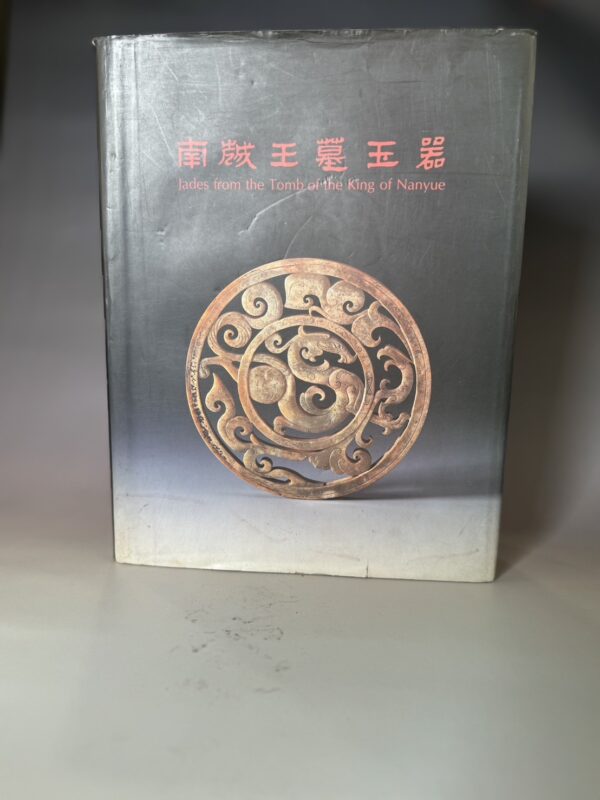 南越王墓玉器
Jades from the Tomb of the King of Nanyue